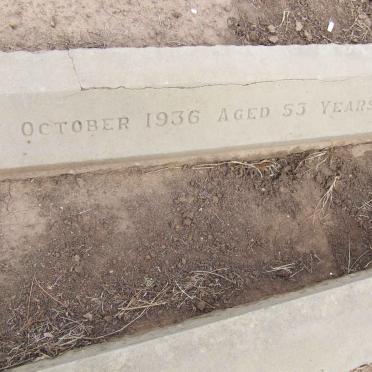 OCTOBER 1936 AGED 53 YEARS